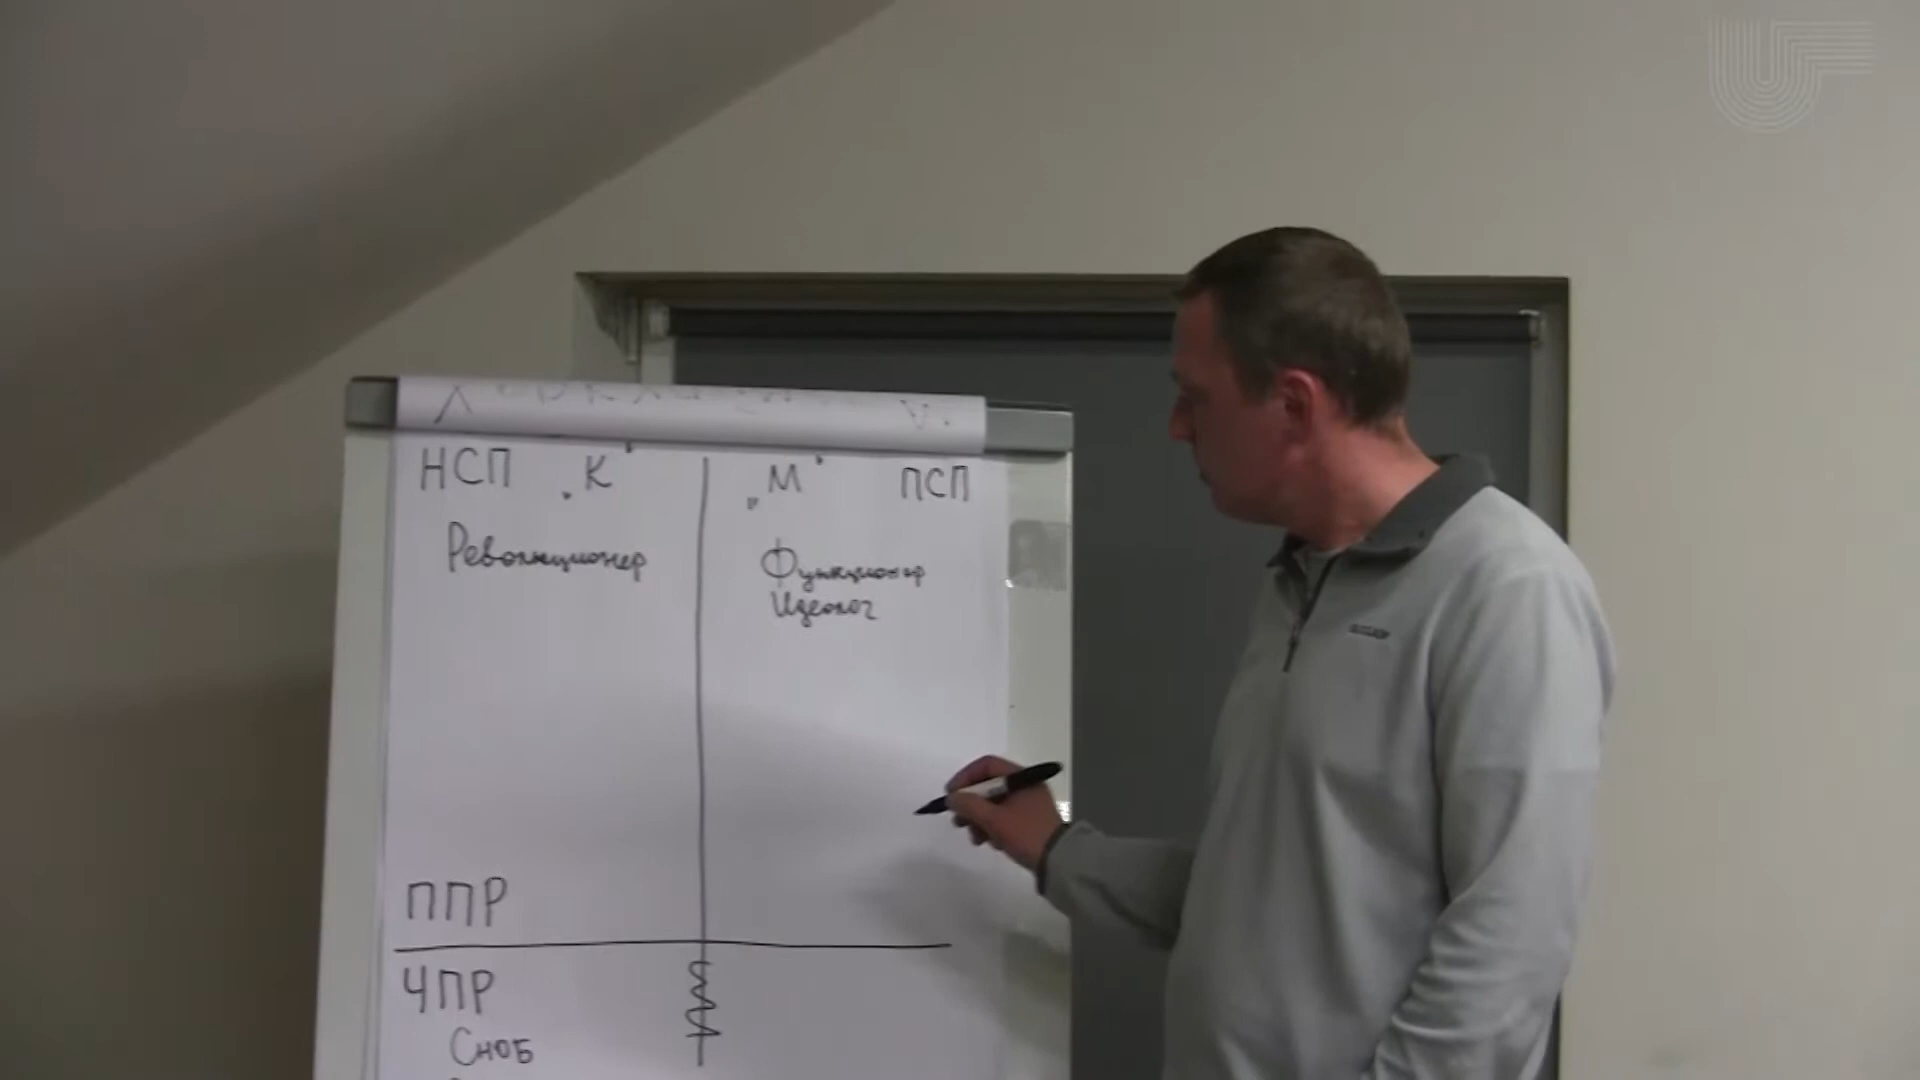 НСП "К" "М" ПСП
Революционер
Функционер
Идеолог
ППР
ЧПР
Сноб